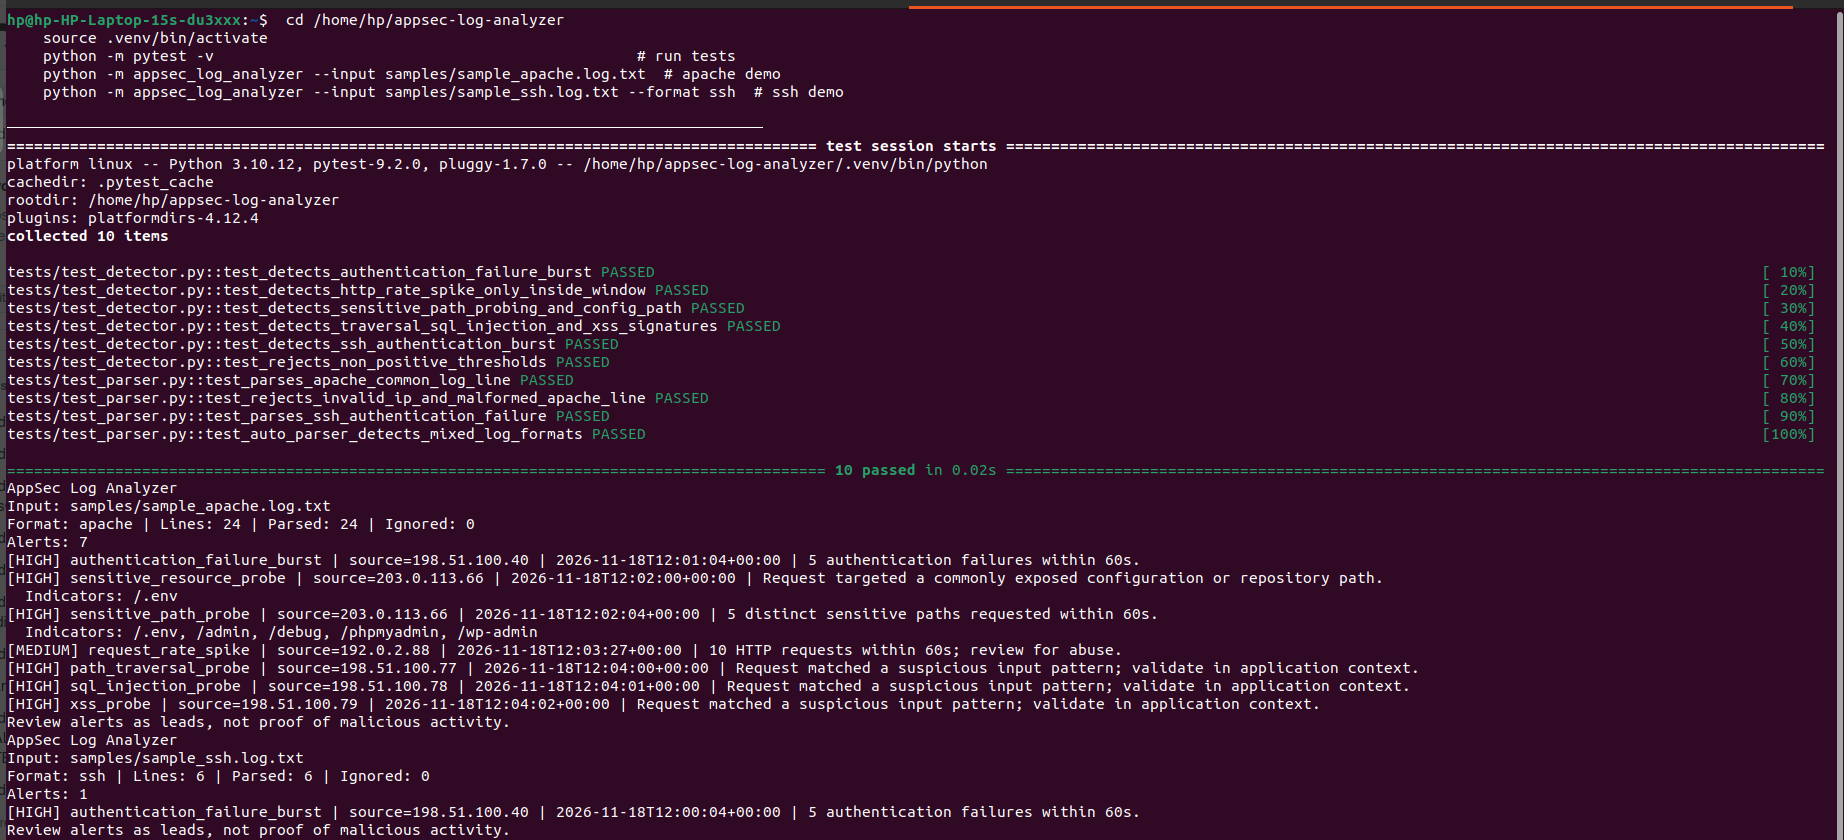 hp@hp-HP-Laptop-15s-du3xxx:~$  cd /home/hp/appsec-log-analyzer
    source .venv/bin/activate
    python -m pytest -v                                               # run tests
    python -m appsec_log_analyzer --input samples/sample_apache.log.txt  # apache demo
    python -m appsec_log_analyzer --input samples/sample_ssh.log.txt --format ssh  # ssh demo
────────────────────────────────────────────────────────────────────────────────────
========================================================================================== test session starts ===========================================================================================
platform linux -- Python 3.10.12, pytest-9.2.0, pluggy-1.7.0 -- /home/hp/appsec-log-analyzer/.venv/bin/python
cachedir: .pytest_cache
rootdir: /home/hp/appsec-log-analyzer
plugins: platformdirs-4.12.4
collected 10 items
tests/test_detector.py::test_detects_authentication_failure_burst PASSED [ 10%]
tests/test_detector.py::test_detects_http_rate_spike_only_inside_window PASSED [ 20%]
tests/test_detector.py::test_detects_sensitive_path_probing_and_config_path PASSED [ 30%]
tests/test_detector.py::test_detects_traversal_sql_injection_and_xss_signatures PASSED [ 40%]
tests/test_detector.py::test_detects_ssh_authentication_burst PASSED [ 50%]
tests/test_detector.py::test_rejects_non_positive_thresholds PASSED [ 60%]
tests/test_parser.py::test_parses_apache_common_log_line PASSED [ 70%]
tests/test_parser.py::test_rejects_invalid_ip_and_malformed_apache_line PASSED [ 80%]
tests/test_parser.py::test_parses_ssh_authentication_failure PASSED [ 90%]
tests/test_parser.py::test_auto_parser_detects_mixed_log_formats PASSED [100%]
=========================================================================================== 10 passed in 0.02s ===========================================================================================
AppSec Log Analyzer
Input: samples/sample_apache.log.txt
Format: apache | Lines: 24 | Parsed: 24 | Ignored: 0
Alerts: 7
[HIGH] authentication_failure_burst | source=198.51.100.40 | 2026-11-18T12:01:04+00:00 | 5 authentication failures within 60s.
[HIGH] sensitive_resource_probe | source=203.0.113.66 | 2026-11-18T12:02:00+00:00 | Request targeted a commonly exposed configuration or repository path.
  Indicators: /.env
[HIGH] sensitive_path_probe | source=203.0.113.66 | 2026-11-18T12:02:04+00:00 | 5 distinct sensitive paths requested within 60s.
  Indicators: /.env, /admin, /debug, /phpmyadmin, /wp-admin
[MEDIUM] request_rate_spike | source=192.0.2.88 | 2026-11-18T12:03:27+00:00 | 10 HTTP requests within 60s; review for abuse.
[HIGH] path_traversal_probe | source=198.51.100.77 | 2026-11-18T12:04:00+00:00 | Request matched a suspicious input pattern; validate in application context.
[HIGH] sql_injection_probe | source=198.51.100.78 | 2026-11-18T12:04:01+00:00 | Request matched a suspicious input pattern; validate in application context.
[HIGH] xss_probe | source=198.51.100.79 | 2026-11-18T12:04:02+00:00 | Request matched a suspicious input pattern; validate in application context.
Review alerts as leads, not proof of malicious activity.
AppSec Log Analyzer
Input: samples/sample_ssh.log.txt
Format: ssh | Lines: 6 | Parsed: 6 | Ignored: 0
Alerts: 1
[HIGH] authentication_failure_burst | source=198.51.100.40 | 2026-11-18T12:00:04+00:00 | 5 authentication failures within 60s.
Review alerts as leads, not proof of malicious activity.